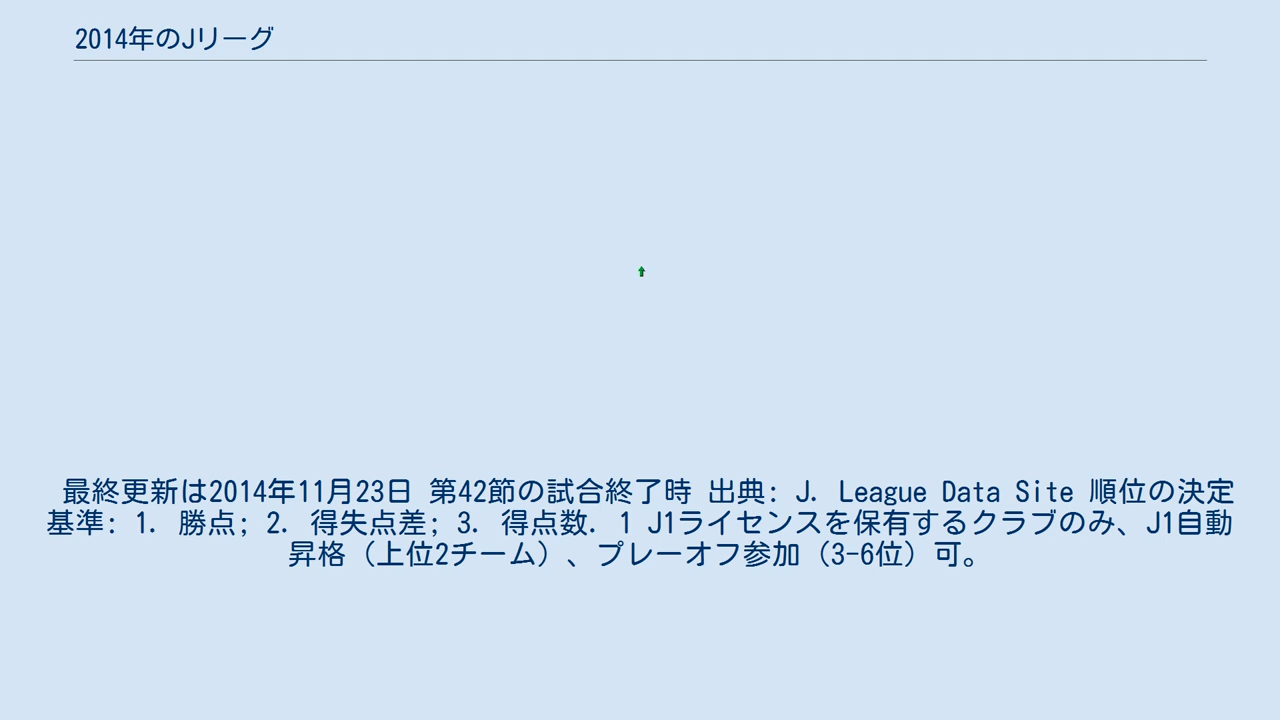 2014年のJリーグ
最終更新は2014年11月23日 第42節の試合終了時 出典: J. League Data Site 順位の決定
基準: 1. 勝点; 2. 得失点差; 3. 得点数. 1 J1ライセンスを保有するクラブのみ、J1自動
昇格（上位2チーム）、プレーオフ参加（3-6位）可。